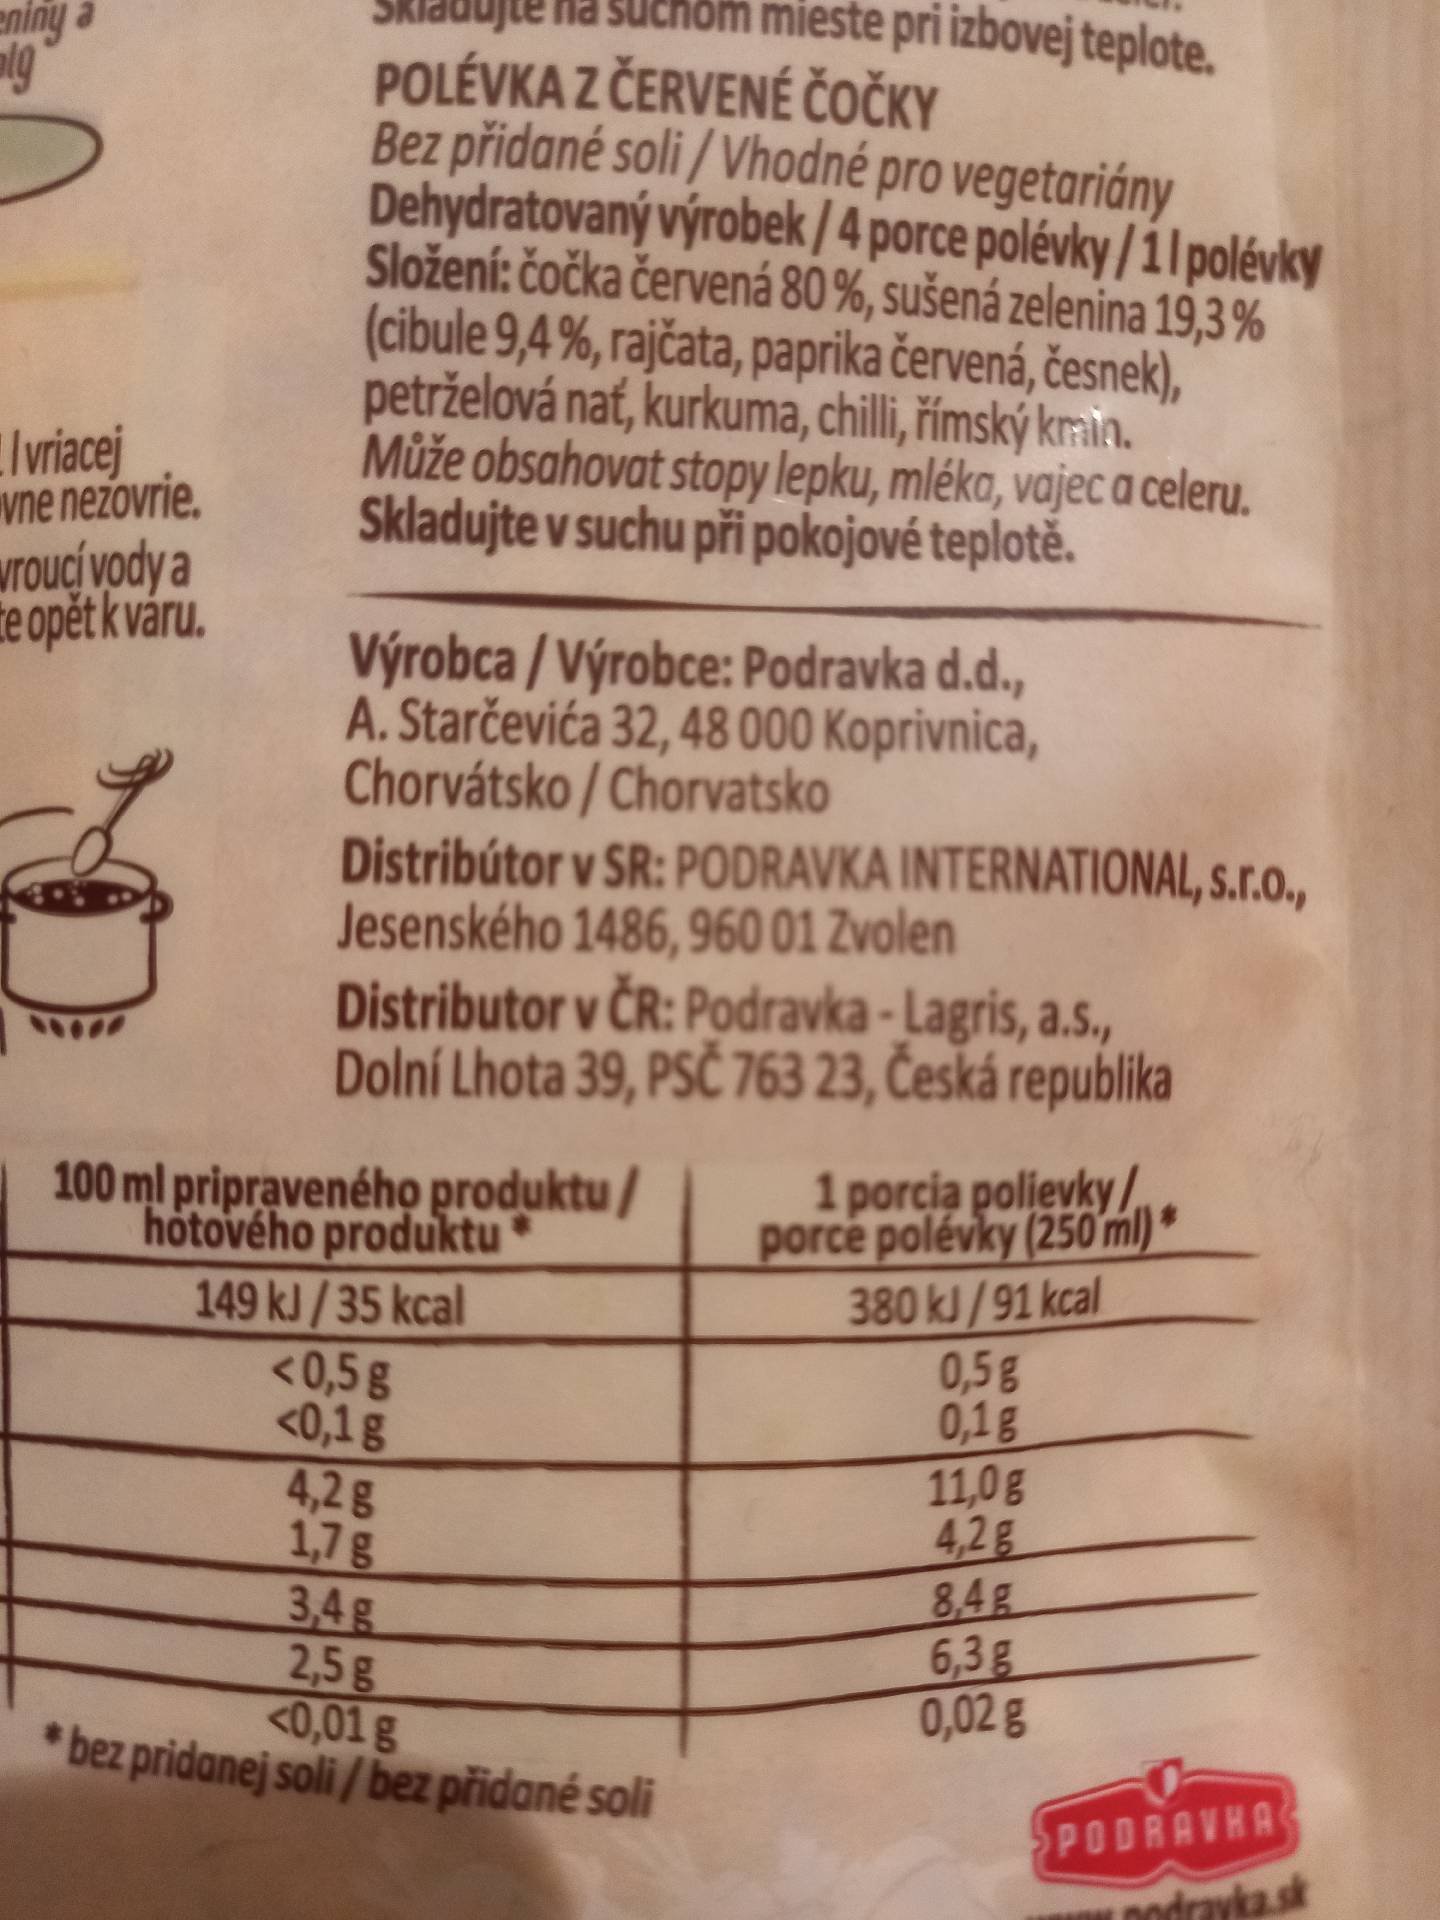 eniny a
Skladujte na suchom mieste pri izbovej teplote.
POLÉVKA Z ČERVENÉ ČOČKY
Bez přidané soli / Vhodné pro vegetariány
Dehydratovaný výrobek / 4 porce polévky / 1 l polévky
Složení: čočka červená 80 %, sušená zelenina 19,3 %
(cibule 9,4 %, rajčata, paprika červená, česnek),
petrželová nať, kurkuma, chilli, římský kmín.
Může obsahovat stopy lepku, mléka, vajec a celeru.
Skladujte v suchu při pokojové teplotě.
l vriacej
ovne nezovrie.
vroucí vody a
te opět k varu.
Výrobca / Výrobce: Podravka d.d.,
A. Starčevića 32, 48 000 Koprivnica,
Chorvátsko / Chorvatsko
Distribútor v SR: PODRAVKA INTERNATIONAL, s.r.o.,
Jesenského 1486, 960 01 Zvolen
Distributor v ČR: Podravka - Lagris, a.s.,
Dolní Lhota 39, PSČ 763 23, Česká republika
100 ml pripraveného produktu /
hotového produktu *
1 porcia polievky /
porce polévky (250 ml) *
149 kJ / 35 kcal
380 kJ / 91 kcal
< 0,5 g
0,5 g
<0,1 g
0,1 g
4,2 g
11,0 g
1,7 g
4,2 g
3,4 g
8,4 g
2,5 g
6,3 g
<0,01 g
0,02 g
* bez pridanej soli / bez přidané soli
PODRAVKA
www.podravka.sk